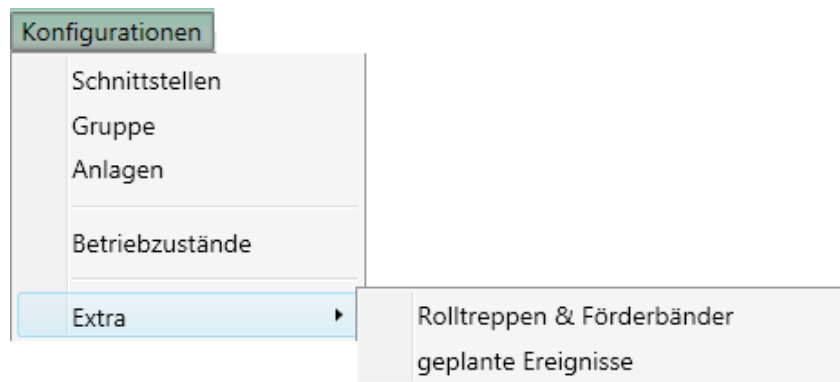 Konfigurationen
Schnittstellen
Gruppe
Anlagen
Betriebzustände
Extra
Rolltreppen & Förderbänder
geplante Ereignisse